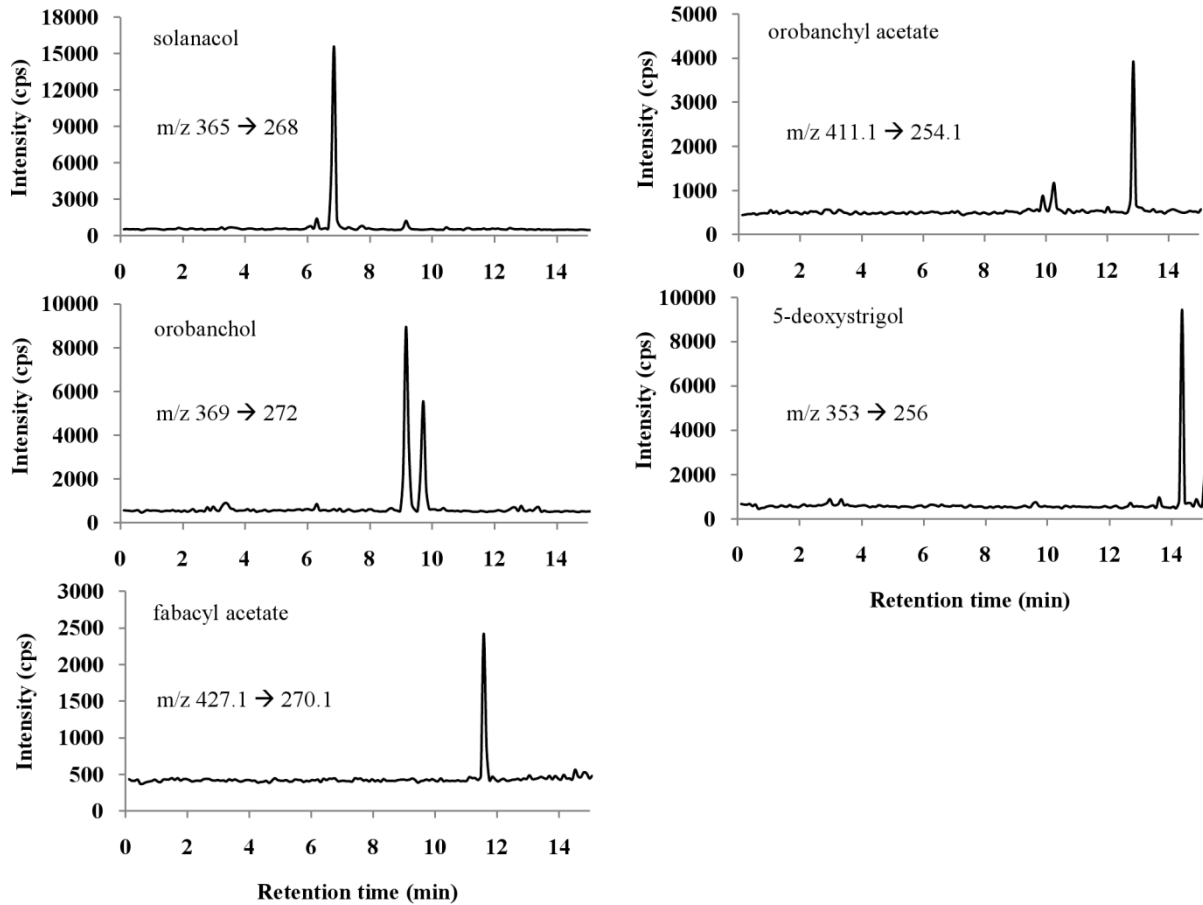 18000
15000
12000
9000
6000
3000
0
Intensity (cps)
solanacol
m/z 365 → 268
0 2 4 6 8 10 12 14
5000
4000
3000
2000
1000
0
Intensity (cps)
orobanchyl acetate
m/z 411.1 → 254.1
0 2 4 6 8 10 12 14
10000
8000
6000
4000
2000
0
Intensity (cps)
orobanchol
m/z 369 → 272
0 2 4 6 8 10 12 14
10000
8000
6000
4000
2000
0
Intensity (cps)
5-deoxystrigol
m/z 353 → 256
0 2 4 6 8 10 12 14
Retention time (min)
3000
2500
2000
1500
1000
500
0
Intensity (cps)
fabacyl acetate
m/z 427.1 → 270.1
0 2 4 6 8 10 12 14
Retention time (min)